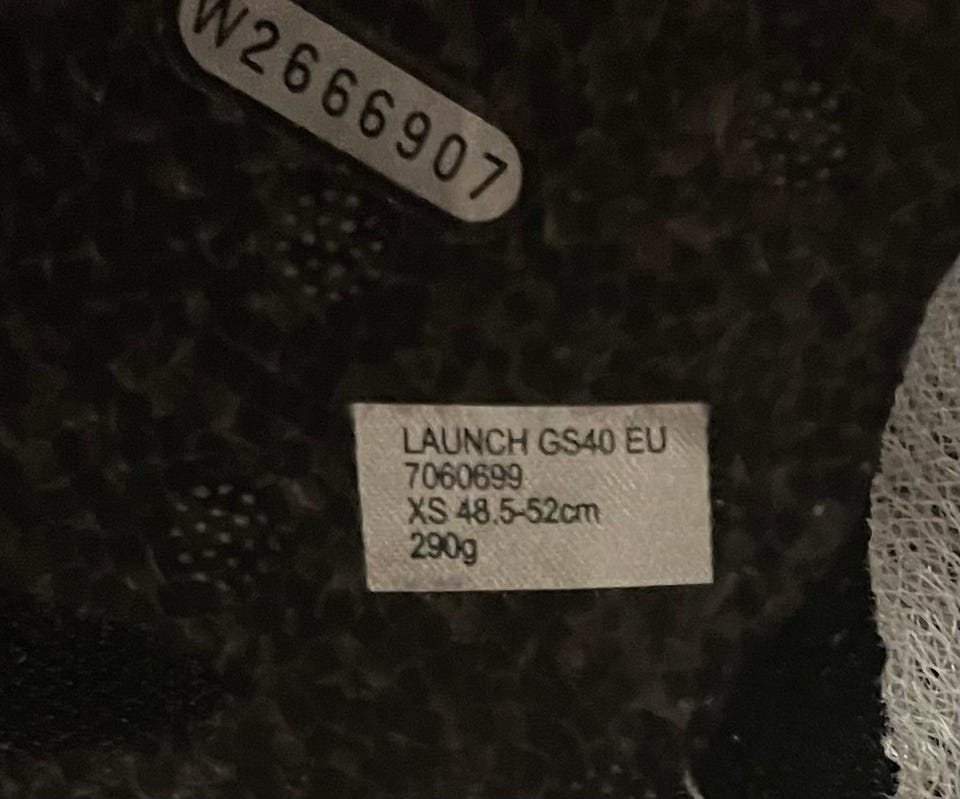 W2666907
LAUNCH GS40 EU
7060699
XS 48.5-52cm
290g